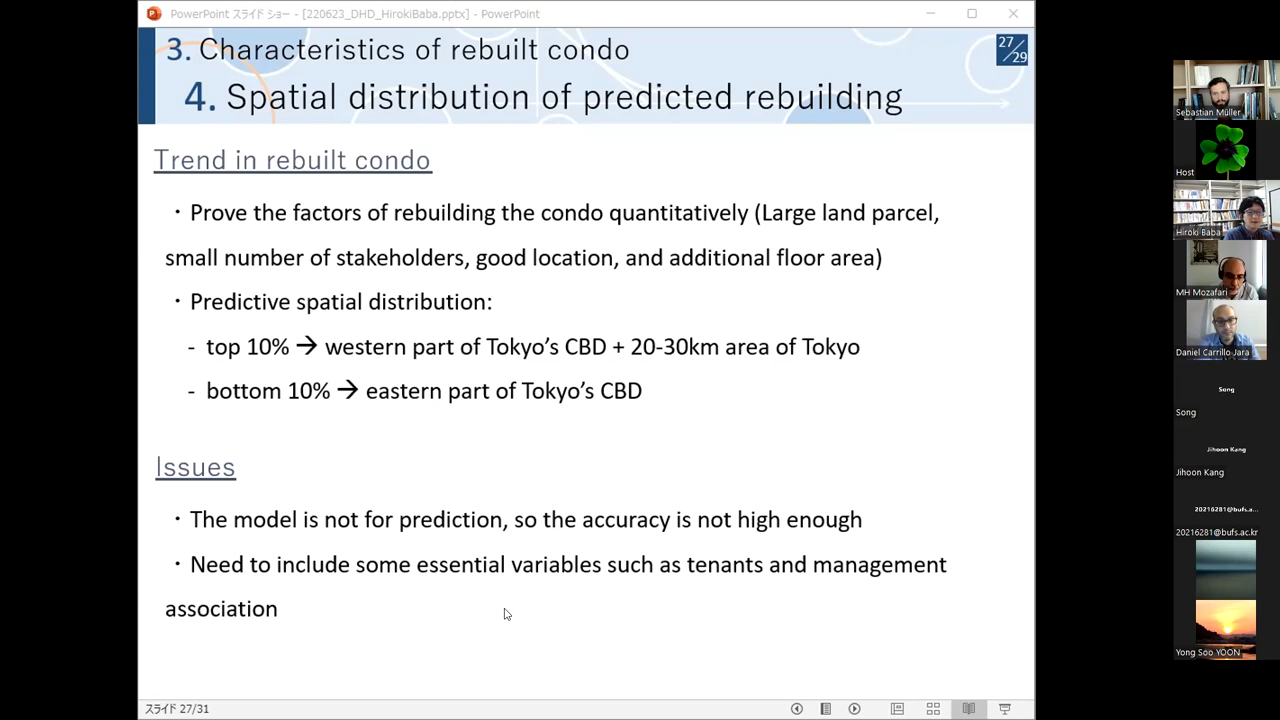 PowerPoint スライド ショー - [220623_DHD_HirokiBaba.pptx] - PowerPoint
3. Characteristics of rebuilt condo
27/29
4. Spatial distribution of predicted rebuilding
Trend in rebuilt condo
・Prove the factors of rebuilding the condo quantitatively (Large land parcel,
small number of stakeholders, good location, and additional floor area)
・Predictive spatial distribution:
- top 10% → western part of Tokyo’s CBD + 20-30km area of Tokyo
- bottom 10% → eastern part of Tokyo’s CBD
Issues
・The model is not for prediction, so the accuracy is not high enough
・Need to include some essential variables such as tenants and management
association
スライド 27/31
Sebastian Müller
Host
Hiroki Baba
MH Mozafari
Daniel Carrillo Jara
Song
Song
Jihoon Kang
Jihoon Kang
20216281@bufs.a...
20216281@bufs.ac.kr
Yong Soo YOON